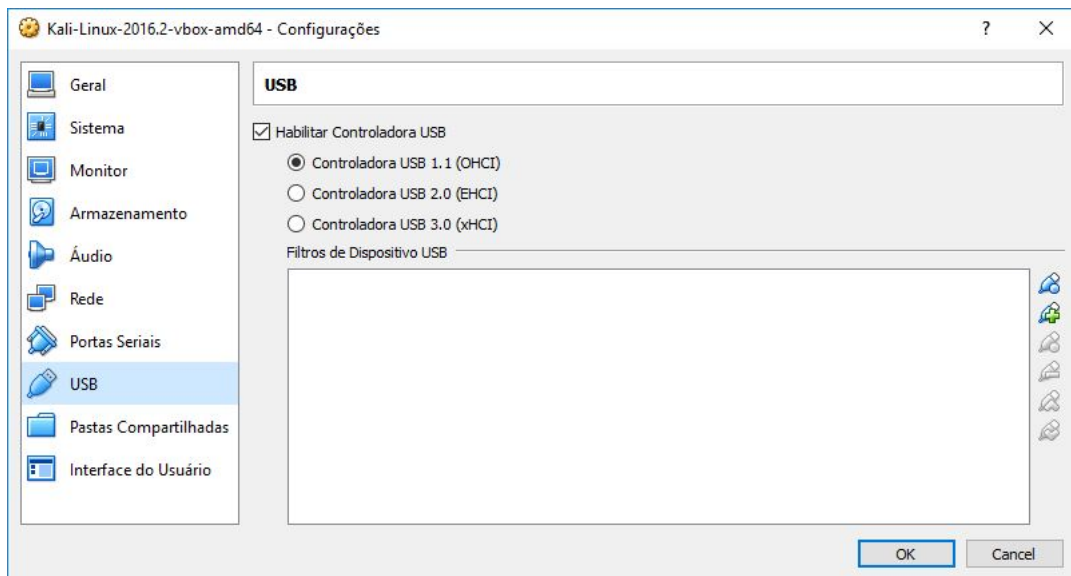 Kali-Linux-2016.2-vbox-amd64 - Configurações
?
Geral
Sistema
Monitor
Armazenamento
Áudio
Rede
Portas Seriais
USB
Pastas Compartilhadas
Interface do Usuário
USB
Habilitar Controladora USB
Controladora USB 1.1 (OHCI)
Controladora USB 2.0 (EHCI)
Controladora USB 3.0 (xHCI)
Filtros de Dispositivo USB
OK
Cancel